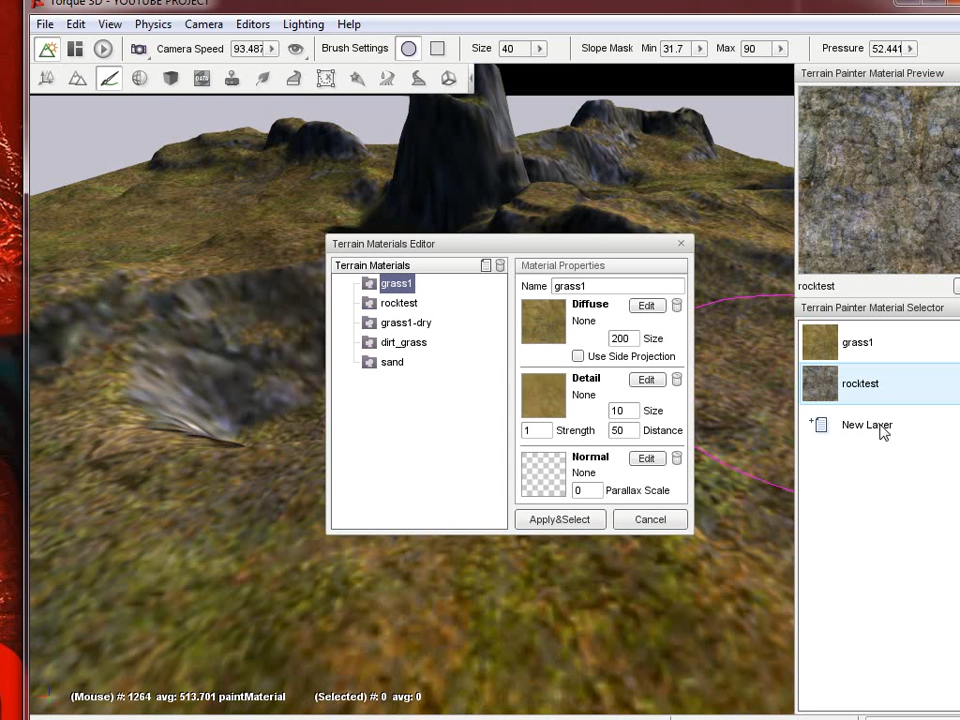 Torque 3D - YOUTUBE PROJECT
File Edit View Physics Camera Editors Lighting Help
Camera Speed 93.487 Brush Settings Size 40 Slope Mask Min 31.7 Max 90 Pressure 52.441
Terrain Painter Material Preview
rocktest
Terrain Painter Material Selector
grass1
rocktest
New Layer
Terrain Materials Editor
Terrain Materials
grass1
rocktest
grass1-dry
dirt_grass
sand
Material Properties
Name grass1
Diffuse Edit
None
200 Size
Use Side Projection
Detail Edit
None
10 Size
1 Strength 50 Distance
Normal Edit
None
0 Parallax Scale
Apply&Select Cancel
(Mouse) #: 1264 avg: 513.701 paintMaterial (Selected) #: 0 avg: 0